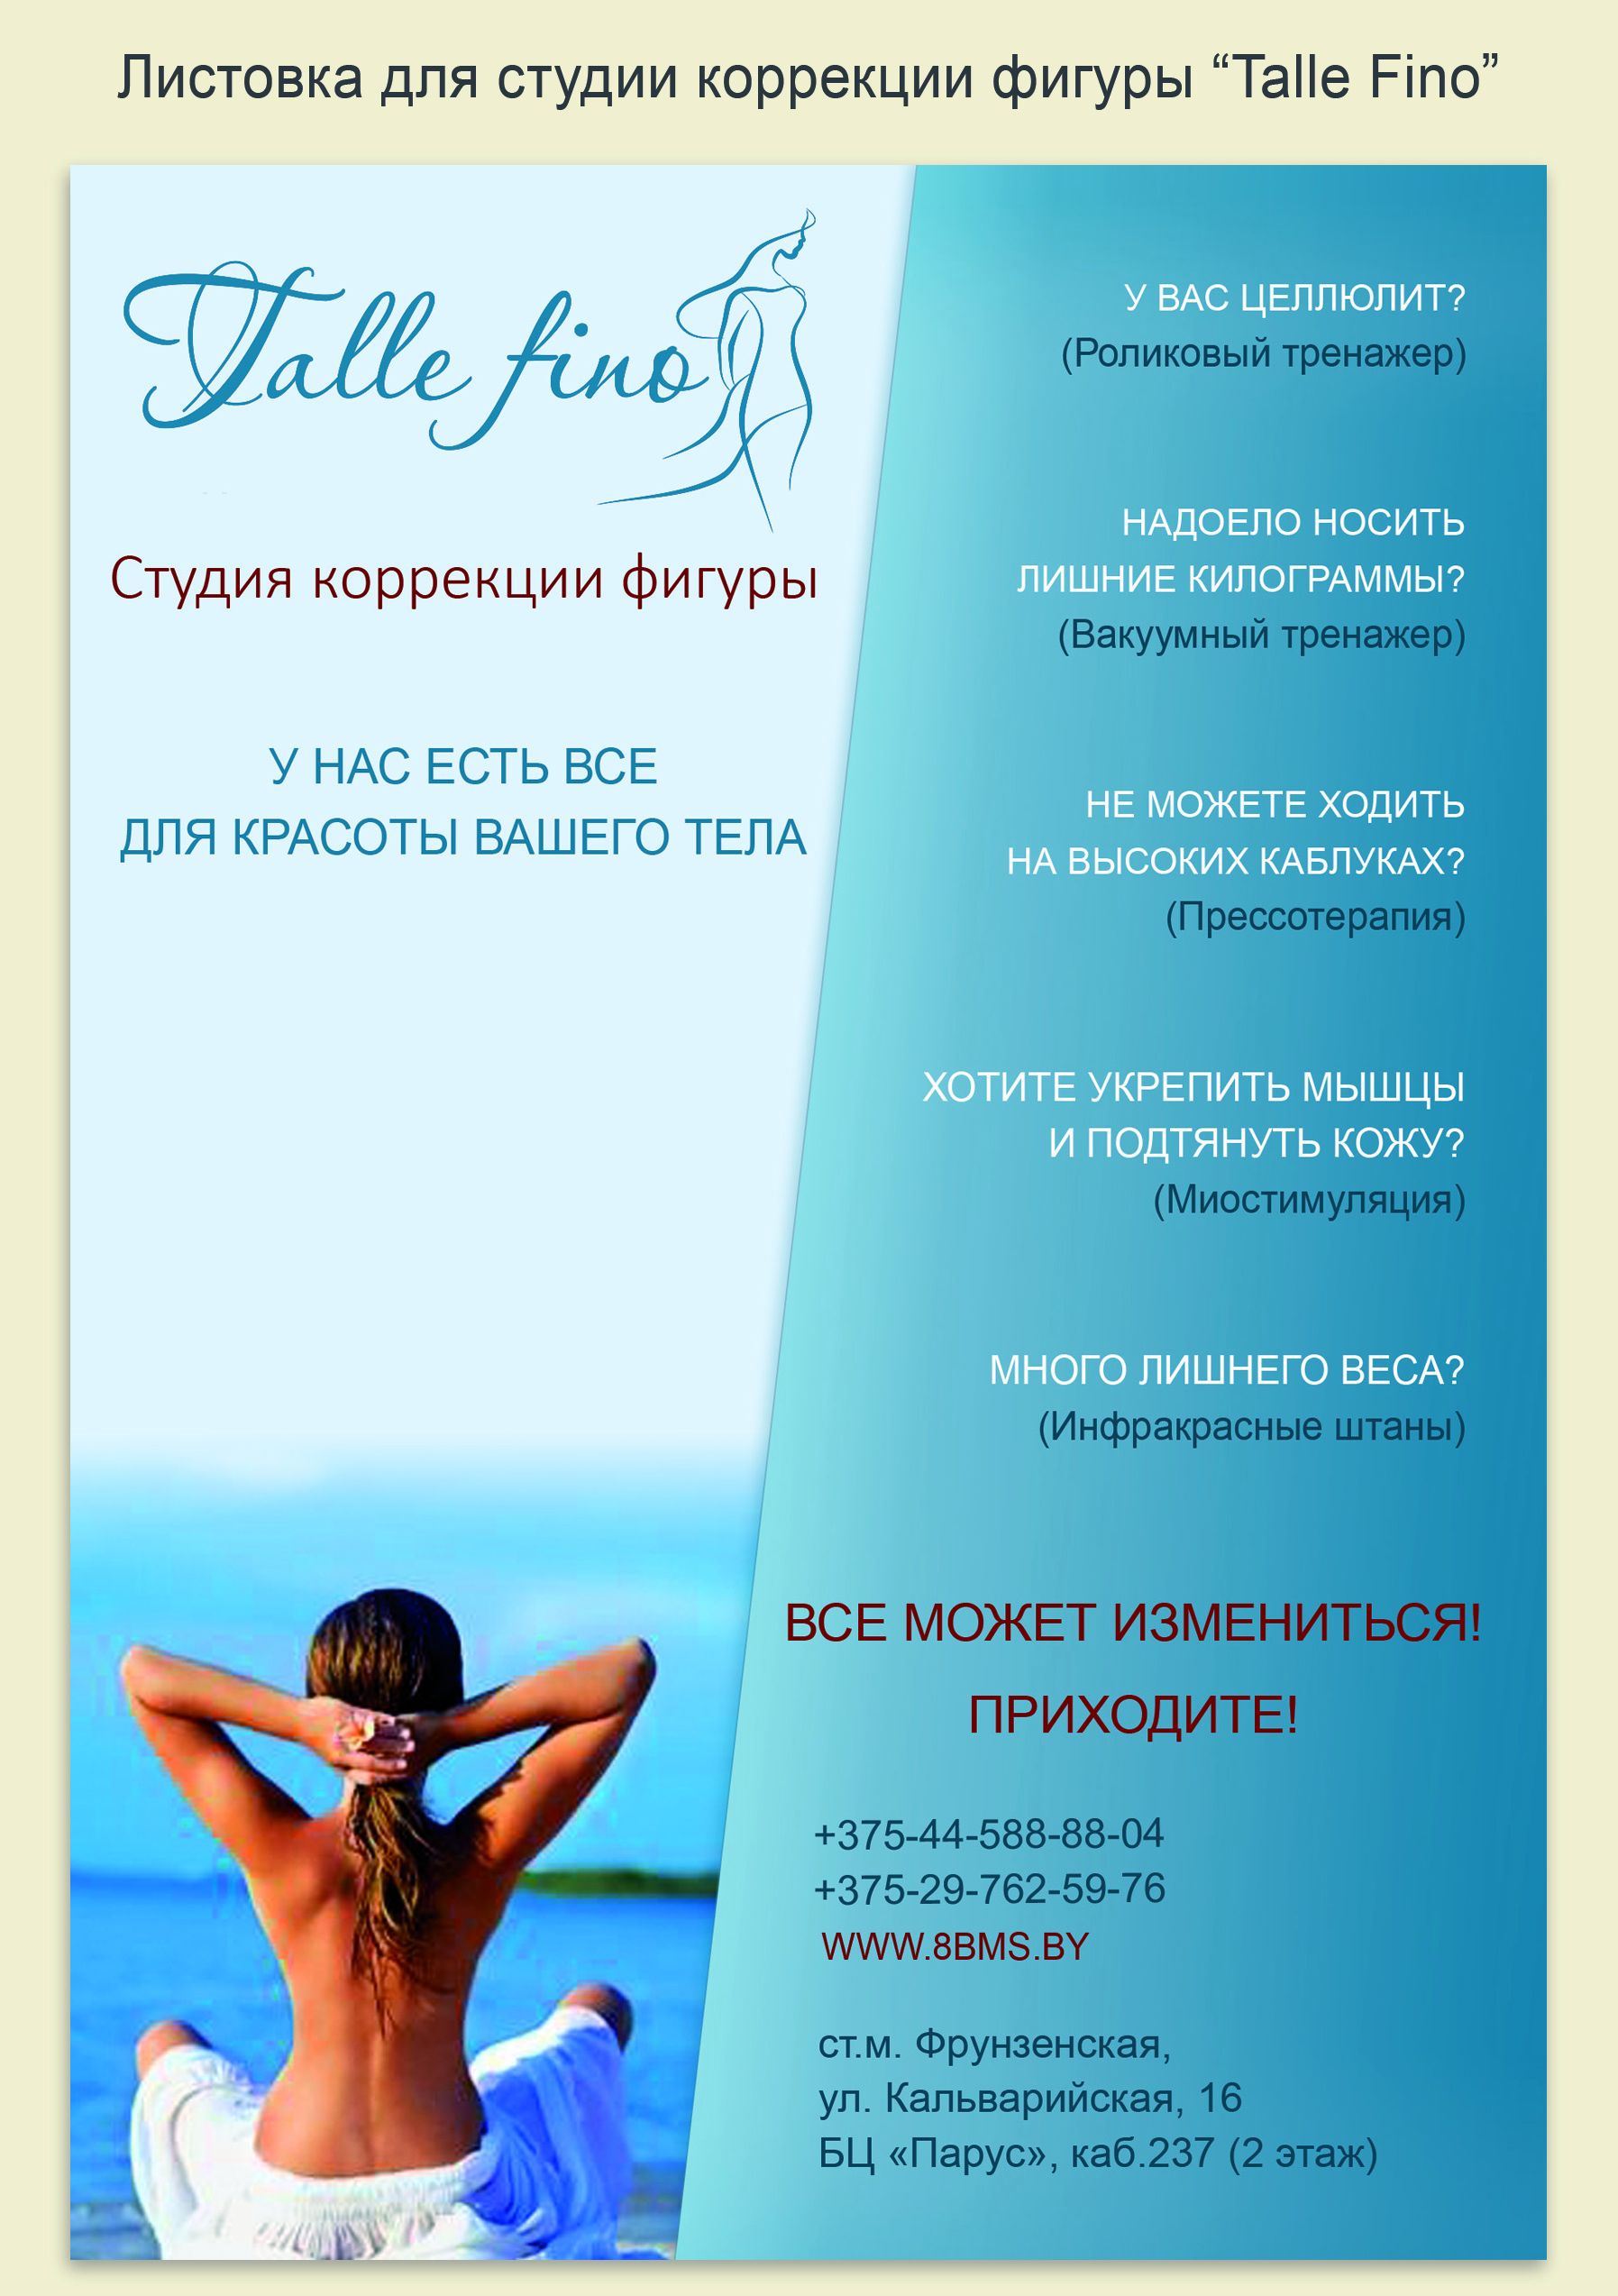 Листовка для студии коррекции фигуры “Talle Fino”
Talle fino
Студия коррекции фигуры
У НАС ЕСТЬ ВСЕ
ДЛЯ КРАСОТЫ ВАШЕГО ТЕЛА
У ВАС ЦЕЛЛЮЛИТ?
(Роликовый тренажер)
НАДОЕЛО НОСИТЬ
ЛИШНИЕ КИЛОГРАММЫ?
(Вакуумный тренажер)
НЕ МОЖЕТЕ ХОДИТЬ
НА ВЫСОКИХ КАБЛУКАХ?
(Прессотерапия)
ХОТИТЕ УКРЕПИТЬ МЫШЦЫ
И ПОДТЯНУТЬ КОЖУ?
(Миостимуляция)
МНОГО ЛИШНЕГО ВЕСА?
(Инфракрасные штаны)
ВСЕ МОЖЕТ ИЗМЕНИТЬСЯ!
ПРИХОДИТЕ!
+375-44-588-88-04
+375-29-762-59-76
WWW.8BMS.BY
ст.м. Фрунзенская,
ул. Кальварийская, 16
БЦ «Парус», каб.237 (2 этаж)